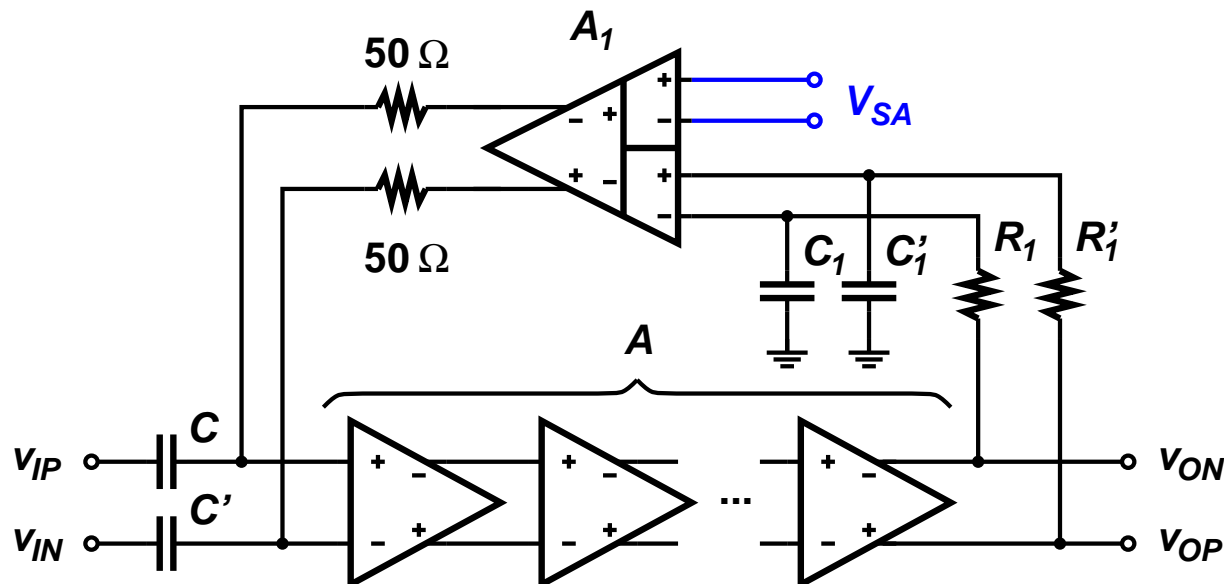 A1
50 Ω
+
+
− +
−
VSA
+ −
+
−
50 Ω
C1
C1'
R1
R1'
A
vIP
C
+
−
+
−
+
−
vON
C'
...
vIN
−
+
−
+
−
+
vOP